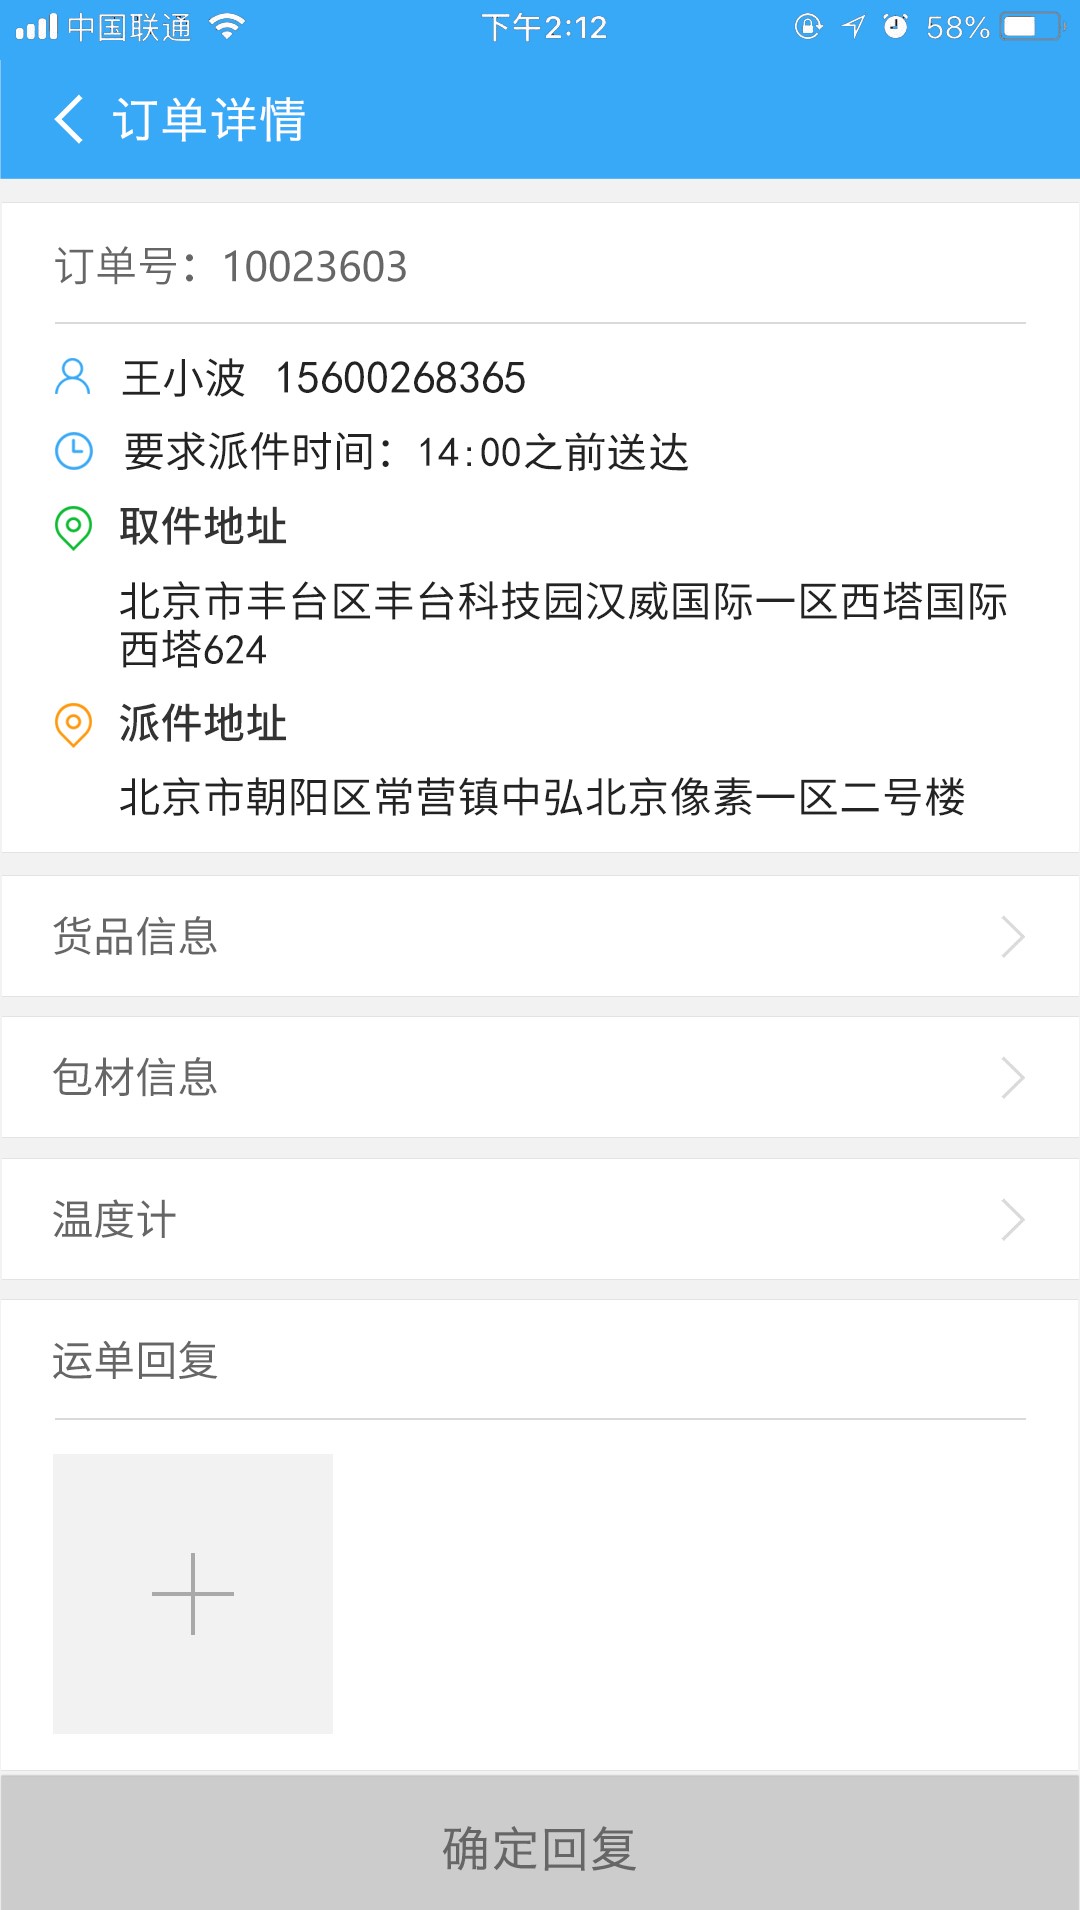 中国联通 下午2:12 58%
订单详情
订单号：10023603
王小波 15600268365
要求派件时间：14:00之前送达
取件地址
北京市丰台区丰台科技园汉威国际一区西塔国际
西塔624
派件地址
北京市朝阳区常营镇中弘北京像素一区二号楼
货品信息
包材信息
温度计
运单回复
确定回复